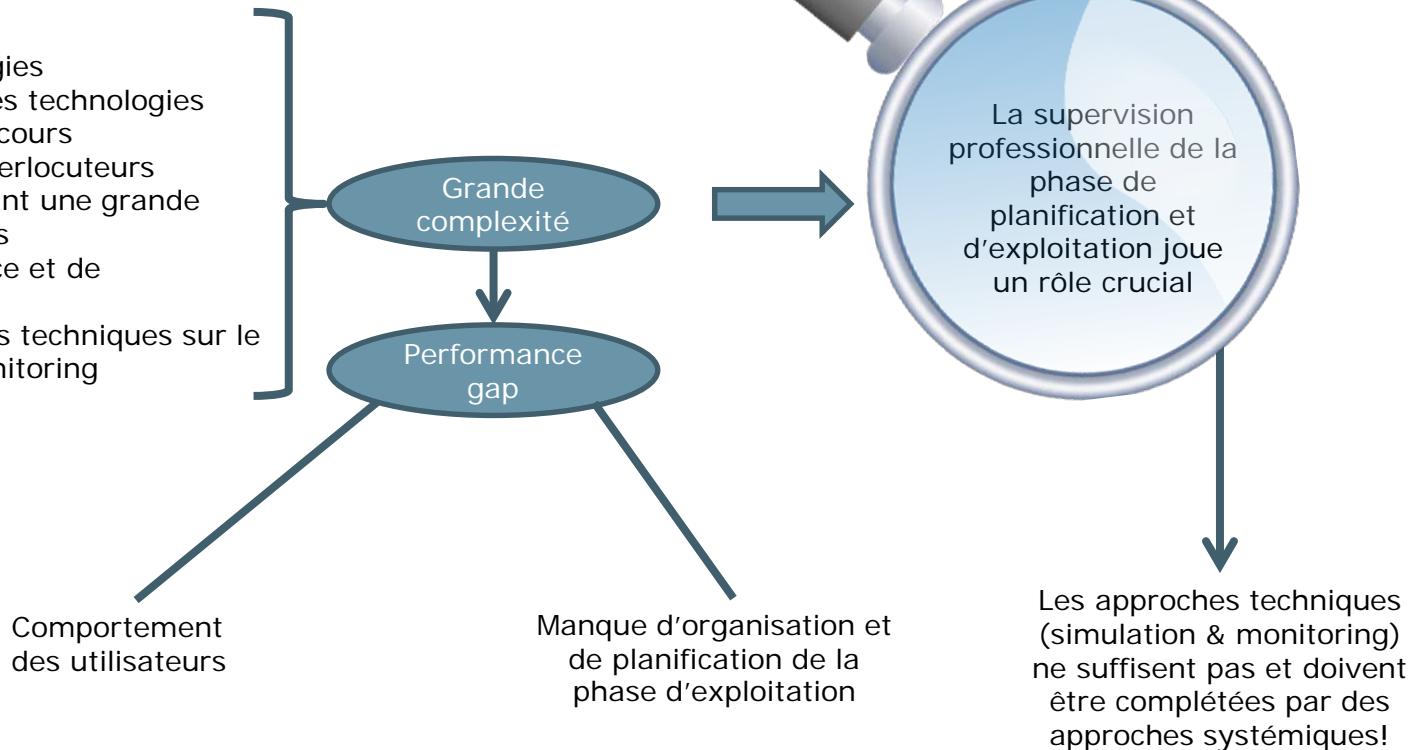 gies
es technologies
cours
erlocuteurs
nt une grande
s
ce et de
s techniques sur le
nitoring
Grande
complexité
Performance
gap
La supervision
professionnelle de la
phase de
planification et
d'exploitation joue
un rôle crucial
Comportement
des utilisateurs
Manque d'organisation et
de planification de la
phase d'exploitation
Les approches techniques
(simulation & monitoring)
ne suffisent pas et doivent
être complétées par des
approches systémiques!